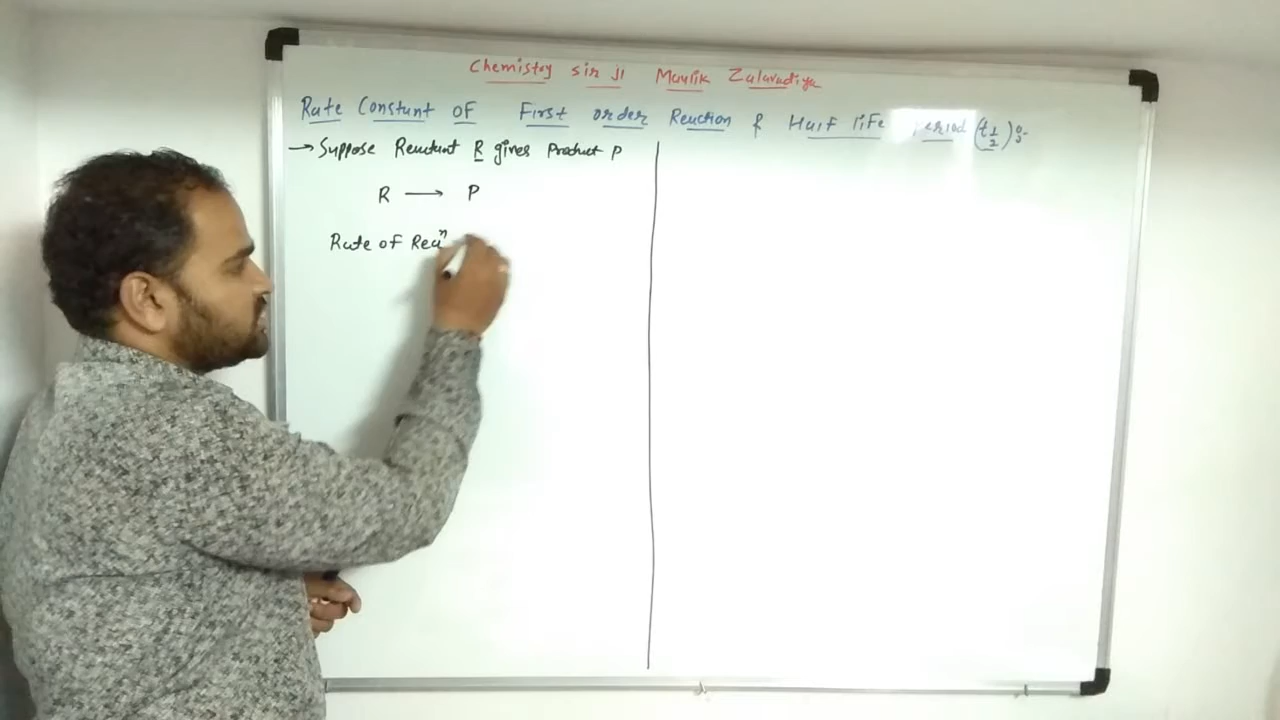 Chemistry sir ji Maulik Zalavadiya
Rate Constant OF First order Reaction & Half life Period (t1/2) :-
→ Suppose Reactant R gives Product P
R → P
Rate of Reaⁿ